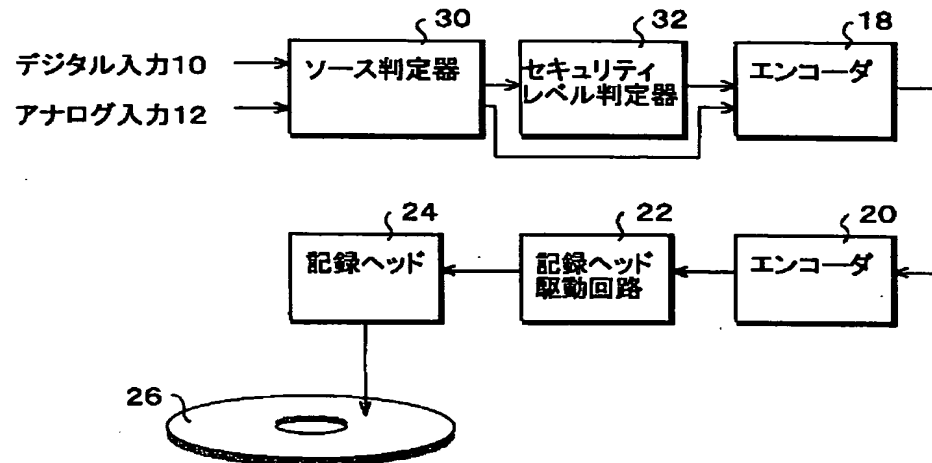 30
32
18
デジタル入力10
アナログ入力12
ソース判定器
セキュリティ
レベル判定器
エンコーダ
24
22
20
記録ヘッド
記録ヘッド
駆動回路
エンコーダ
26